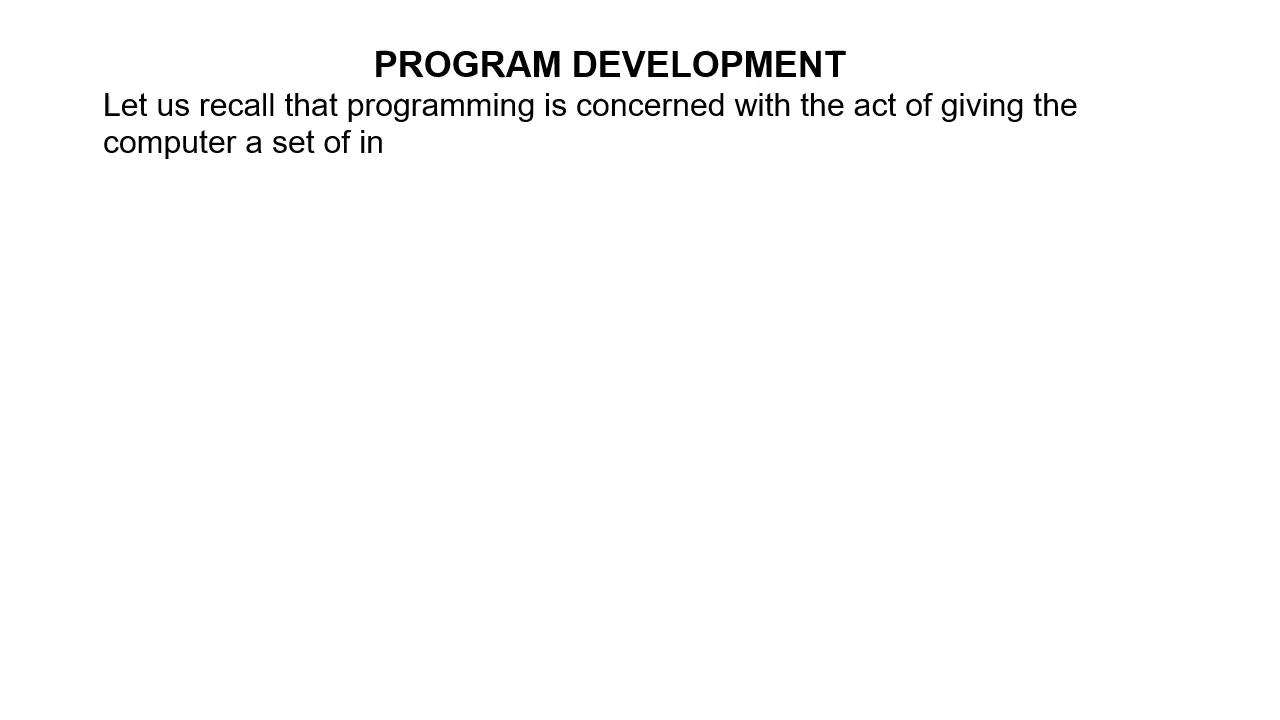 PROGRAM DEVELOPMENT
Let us recall that programming is concerned with the act of giving the
computer a set of in